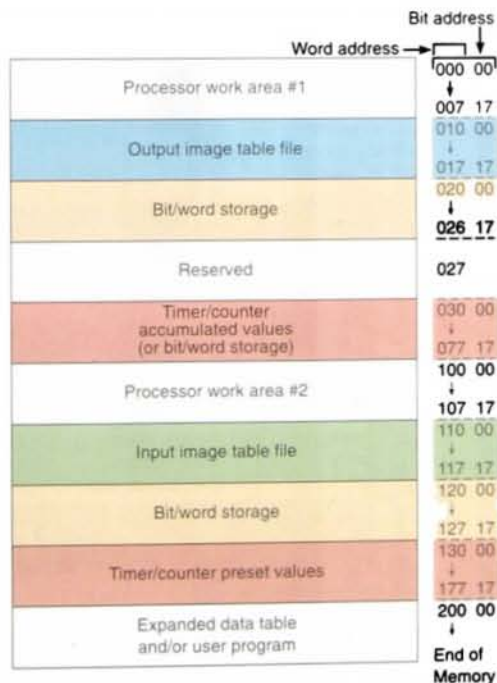 Bit address
Word address
000 00
Processor work area #1
007 17
010 00
Output image table file
017 17
020 00
Bit/word storage
026 17
Reserved
027
Timer/counter
accumulated values
(or bit/word storage)
030 00
077 17
100 00
Processor work area #2
107 17
110 00
Input image table file
117 17
120 00
Bit/word storage
127 17
130 00
Timer/counter preset values
177 17
200 00
Expanded data table
and/or user program
End of
Memory